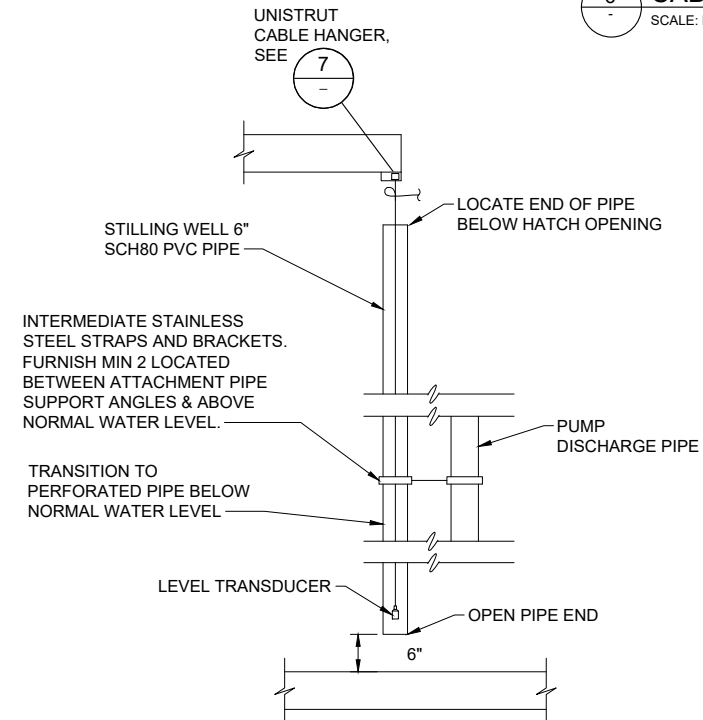 UNISTRUT
CABLE HANGER,
SEE
7
–
-
SCALE:
LOCATE END OF PIPE
BELOW HATCH OPENING
STILLING WELL 6"
SCH80 PVC PIPE
INTERMEDIATE STAINLESS
STEEL STRAPS AND BRACKETS.
FURNISH MIN 2 LOCATED
BETWEEN ATTACHMENT PIPE
SUPPORT ANGLES & ABOVE
NORMAL WATER LEVEL.
PUMP
DISCHARGE PIPE
TRANSITION TO
PERFORATED PIPE BELOW
NORMAL WATER LEVEL
LEVEL TRANSDUCER
OPEN PIPE END
6"